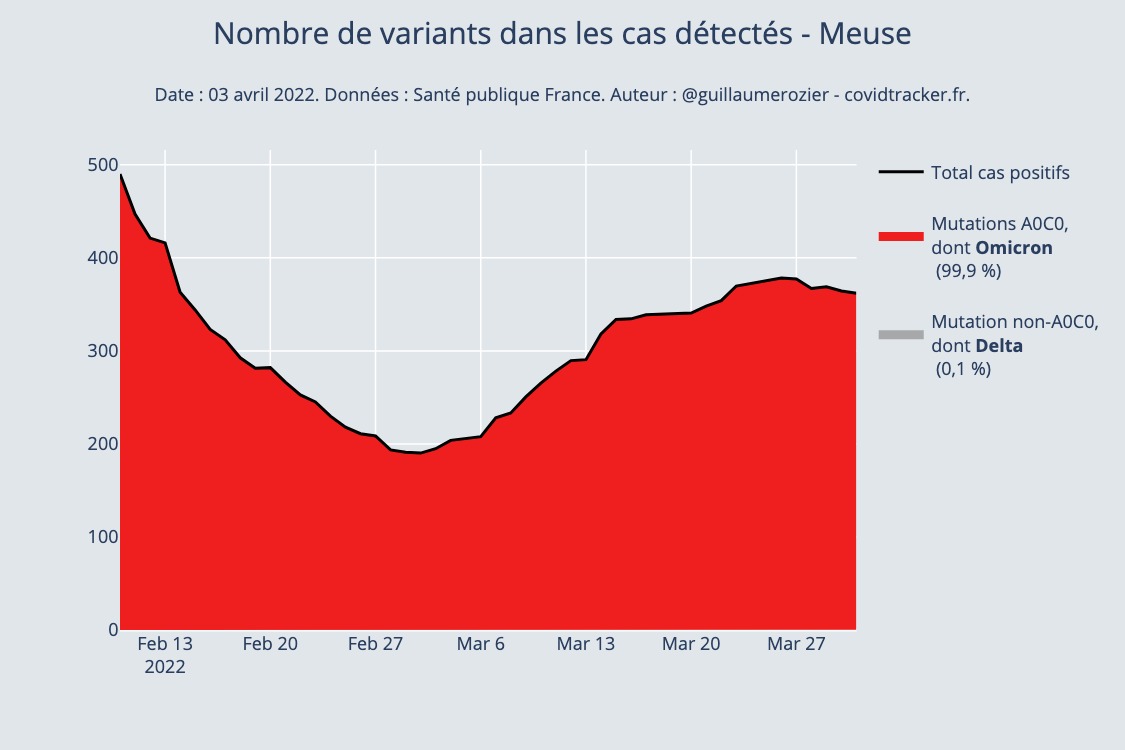 Nombre de variants dans les cas détectés - Meuse
Date : 03 avril 2022. Données : Santé publique France. Auteur : @guillaumerozier - covidtracker.fr.
500
400
300
200
100
0
Feb 13
2022
Feb 20
Feb 27
Mar 6
Mar 13
Mar 20
Mar 27
Total cas positifs
Mutations A0C0,
dont Omicron
(99,9 %)
Mutation non-A0C0,
dont Delta
(0,1 %)